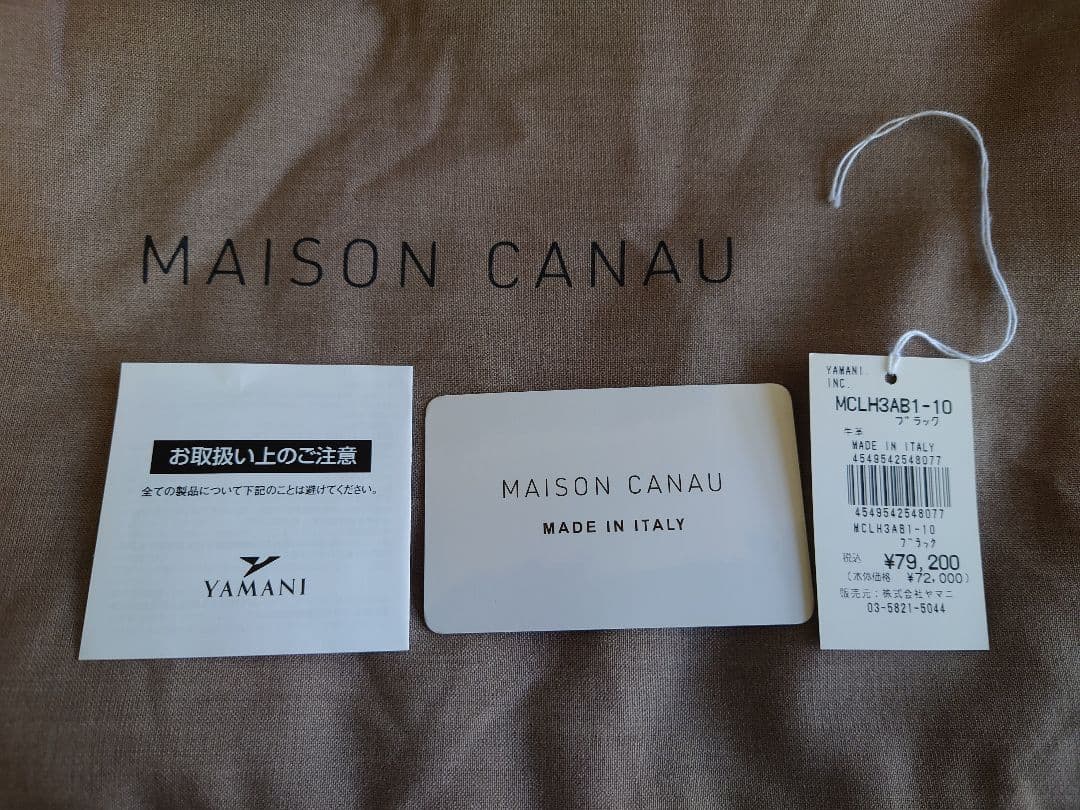 MAISON CANAU
お取扱い上のご注意
全ての製品について下記のことは避けてください。
YAMANI
MAISON CANAU
MADE IN ITALY
YAMANI
INC.
MCLH3AB1-10
ブラック
牛革
MADE IN ITALY
4549542548077
4549542548077
MCLH3AB1-10
ブラック
税込 ¥79,200
(本体価格 ¥72,000)
販売元:株式会社ヤマニ
03-5821-5044